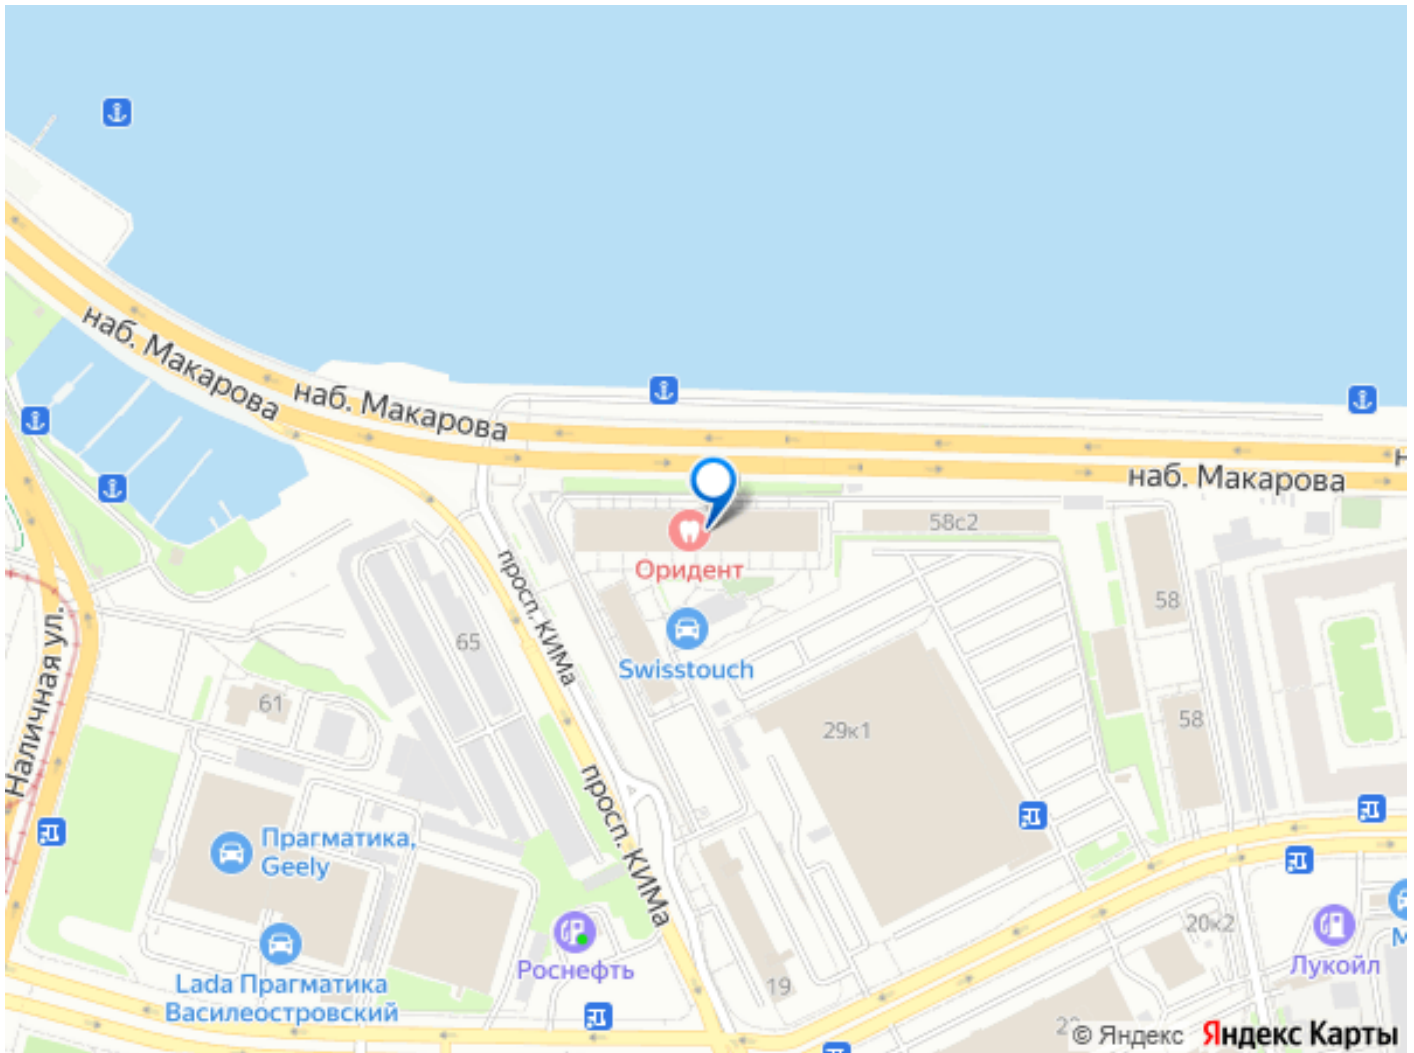 наб. Макарова
наб. Макарова
наб. Макарова
58с2
Оридент
просп. КИМа
58
Наличная ул.
65
Swisstouch
61
58
29к1
просп. КИМа
Прагматика,
Geely
20к2
Роснефть
Лукойл
Lada Прагматика
Василеостровский
19
© Яндекс Яндекс Карты